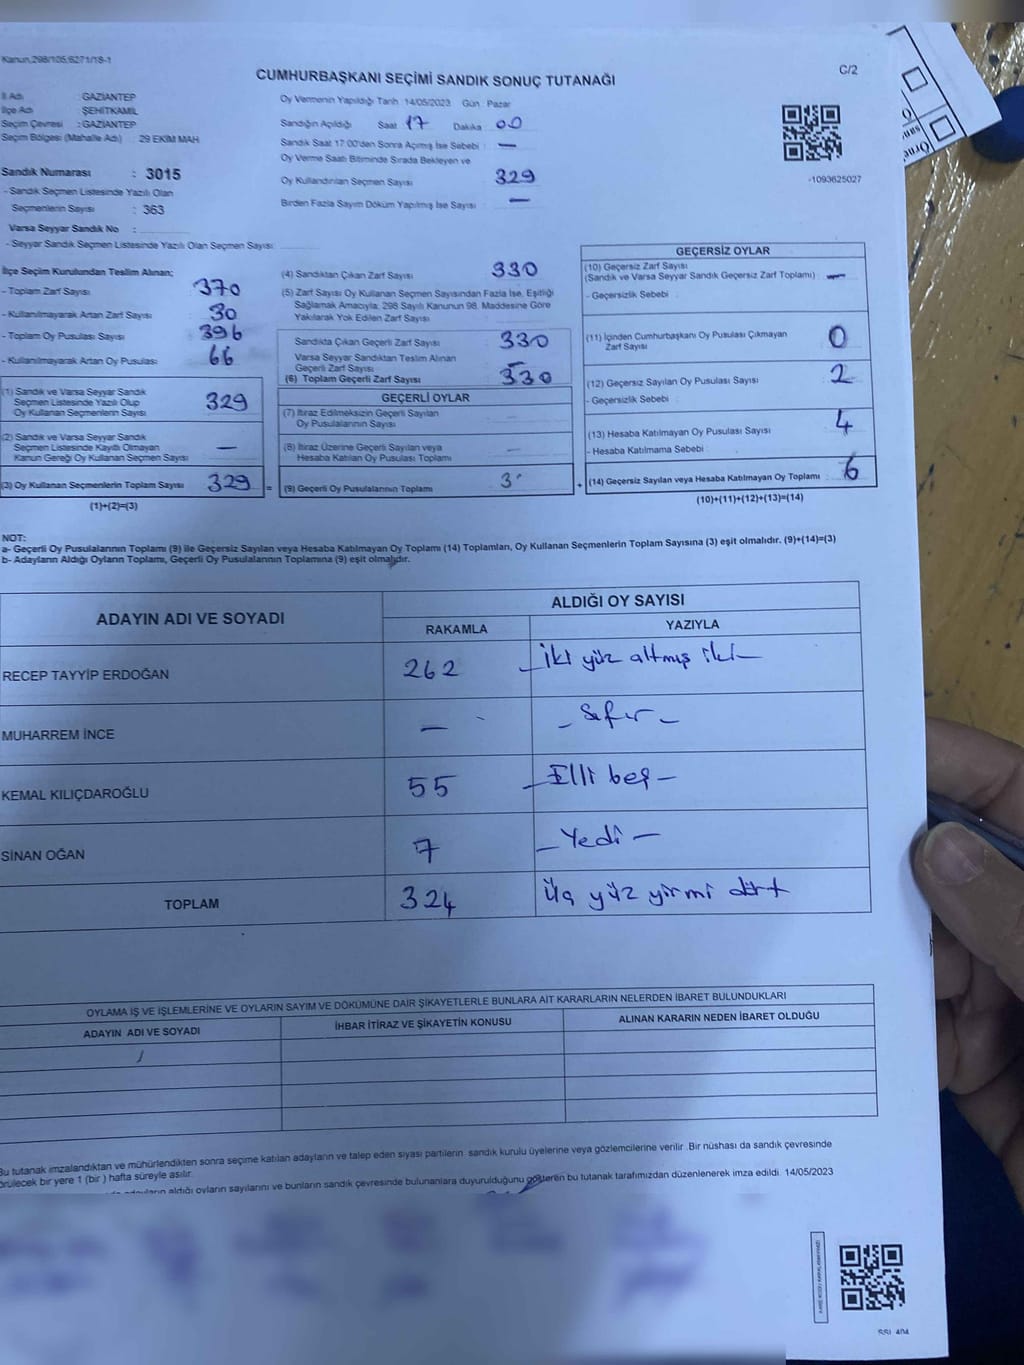 Kanun,298/105,6271/18-1
C/2
CUMHURBAŞKANI SEÇİMİ SANDIK SONUÇ TUTANAĞI
İl Adı : GAZİANTEP
İlçe Adı : ŞEHİTKAMİL
Seçim Çevresi : GAZİANTEP
Seçim Bölgesi (Mahalle Adı) : 29 EKİM MAH
Sandık Numarası : 3015
- Sandık Seçmen Listesinde Yazılı Olan
Seçmenlerin Sayısı : 363
Varsa Seyyar Sandık No :
- Seyyar Sandık Seçmen Listesinde Yazılı Olan Seçmen Sayısı:
Oy Vermenin Yapıldığı Tarih :14/05/2023 Gün : Pazar
Sandığın Açıldığı Saat : 17 Dakika : 00
Sandık Saat 17:00'den Sonra Açılmış İse Sebebi : —
Oy Verme Saati Bitiminde Sırada Bekleyen ve
Oy Kullandırılan Seçmen Sayısı : 329
Birden Fazla Sayım Döküm Yapılmış İse Sayısı : —
-1093625027
İlçe Seçim Kurulundan Teslim Alınan;
- Toplam Zarf Sayısı : 370
- Kullanılmayarak Artan Zarf Sayısı : 30
- Toplam Oy Pusulası Sayısı : 396
- Kullanılmayarak Artan Oy Pusulası : 66
(1) Sandık ve Varsa Seyyar Sandık
Seçmen Listesinde Yazılı Olup
Oy Kullanan Seçmenlerin Sayısı : 329
(2) Sandık ve Varsa Seyyar Sandık
Seçmen Listesinde Kayıtlı Olmayan
Kanun Gereği Oy Kullanan Seçmen Sayısı : —
(3) Oy Kullanan Seçmenlerin Toplam Sayısı : 329 =
(1)+(2)=(3)
(4) Sandıktan Çıkan Zarf Sayısı : 330
(5) Zarf Sayısı Oy Kullanan Seçmen Sayısından Fazla İse, Eşitliği
Sağlamak Amacıyla; 298 Sayılı Kanunun 98. Maddesine Göre
Yakılarak Yok Edilen Zarf Sayısı :
Sandıkta Çıkan Geçerli Zarf Sayısı : 330
Varsa Seyyar Sandıktan Teslim Alınan
Geçerli Zarf Sayısı : —
(6) Toplam Geçerli Zarf Sayısı : 330
GEÇERLİ OYLAR
(7) İtiraz Edilmeksizin Geçerli Sayılan
Oy Pusulalarının Sayısı :
(8) İtiraz Üzerine Geçerli Sayılan veya
Hesaba Katılan Oy Pusulası Toplamı :
(9) Geçerli Oy Pusulalarının Toplamı : +
GEÇERSİZ OYLAR
(10) Geçersiz Zarf Sayısı
(Sandık ve Varsa Seyyar Sandık Geçersiz Zarf Toplamı) : —
- Geçersizlik Sebebi :
(11) İçinden Cumhurbaşkanı Oy Pusulası Çıkmayan
Zarf Sayısı : 0
(12) Geçersiz Sayılan Oy Pusulası Sayısı : 2
- Geçersizlik Sebebi :
(13) Hesaba Katılmayan Oy Pusulası Sayısı : 4
- Hesaba Katılmama Sebebi :
(14) Geçersiz Sayılan veya Hesaba Katılmayan Oy Toplamı : 6
(10)+(11)+(12)+(13)=(14)
NOT:
a- Geçerli Oy Pusulalarının Toplamı (9) ile Geçersiz Sayılan veya Hesaba Katılmayan Oy Toplamı (14) Toplamları, Oy Kullanan Seçmenlerin Toplam Sayısına (3) eşit olmalıdır. (9)+(14)=(3)
b- Adayların Aldığı Oyların Toplamı, Geçerli Oy Pusulalarının Toplamına (9) eşit olmalıdır.
ADAYIN ADI VE SOYADI
ALDIĞI OY SAYISI
RAKAMLA YAZIYLA
RECEP TAYYİP ERDOĞAN 262 —İki yüz altmış iki—
MUHARREM İNCE — —Sıfır—
KEMAL KILIÇDAROĞLU 55 —Elli beş—
SİNAN OĞAN 7 —Yedi—
TOPLAM 324 Üç yüz yirmi dört
OYLAMA İŞ VE İŞLEMLERİNE VE OYLARIN SAYIM VE DÖKÜMÜNE DAİR ŞİKAYETLERLE BUNLARA AİT KARARLARIN NELERDEN İBARET BULUNDUKLARI
ADAYIN ADI VE SOYADI İHBAR İTİRAZ VE ŞİKAYETİN KONUSU ALINAN KARARIN NEDEN İBARET OLDUĞU
Bu tutanak imzalandıktan ve mühürlendikten sonra seçime katılan adayların ve talep eden siyasi partilerin, sandık kurulu üyelerine veya gözlemcilerine verilir .Bir nüshası da sandık çevresinde
görülecek bir yere 1 (bir ) hafta süreyle asılır.
adayların aldığı oyların sayılarını ve bunların sandık çevresinde bulunanlara duyurulduğunu gösteren bu tutanak tarafımızdan düzenlenerek imza edildi. 14/05/2023